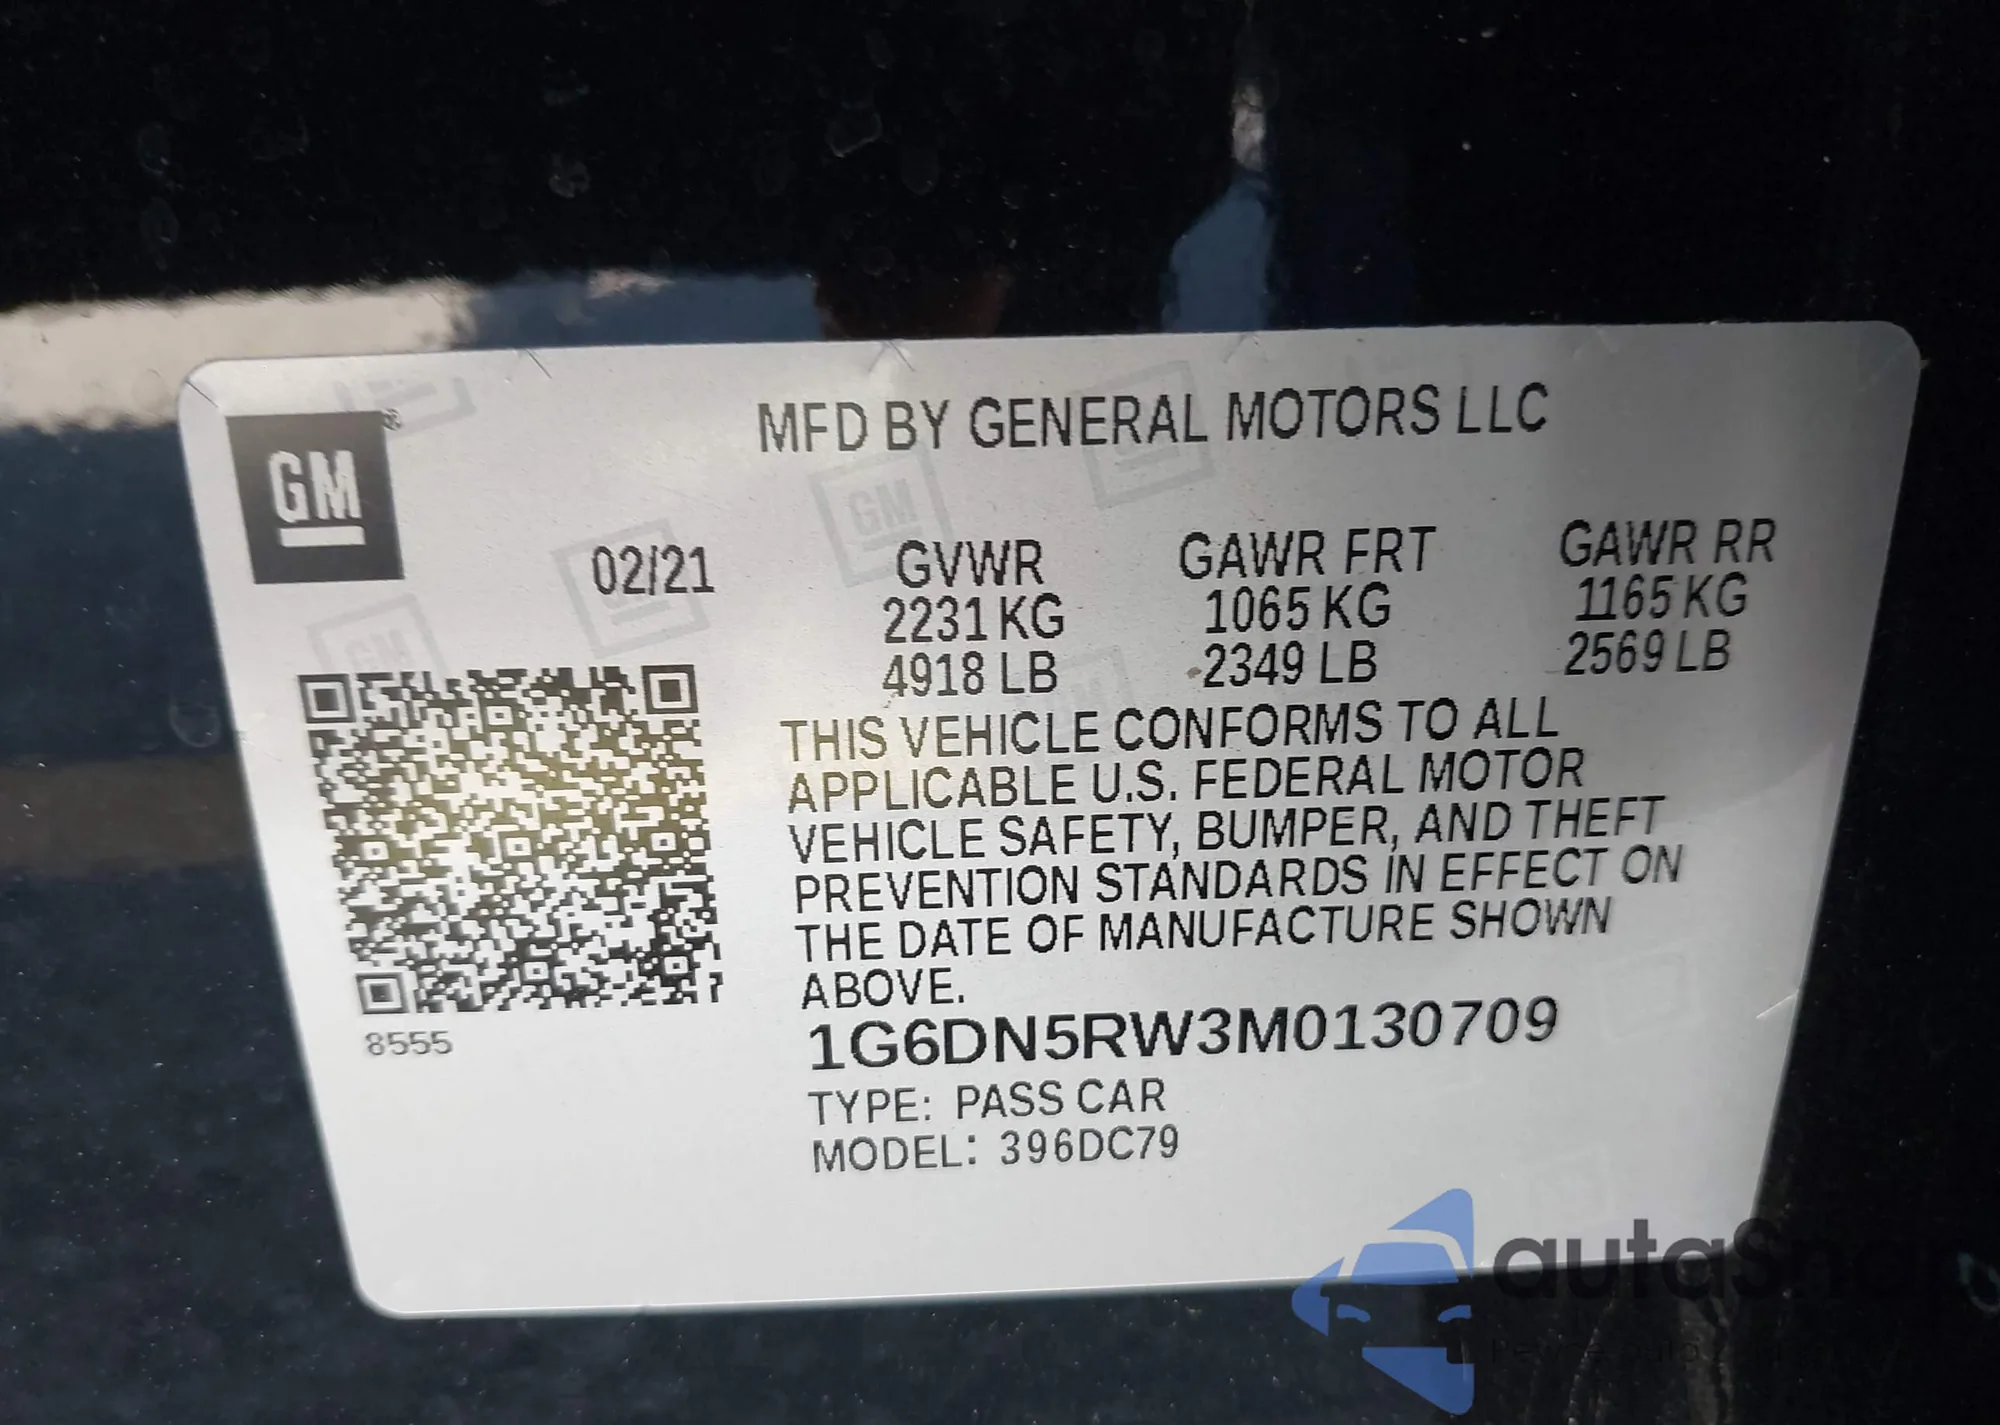 MFD BY GENERAL MOTORS LLC
GM
02/21
GVWR GAWR FRT GAWR RR
2231 KG 1065 KG 1165 KG
4918 LB 2349 LB 2569 LB
THIS VEHICLE CONFORMS TO ALL
APPLICABLE U.S. FEDERAL MOTOR
VEHICLE SAFETY, BUMPER, AND THEFT
PREVENTION STANDARDS IN EFFECT ON
THE DATE OF MANUFACTURE SHOWN
ABOVE.
8555
1G6DN5RW3M0130709
TYPE: PASS CAR
MODEL: 396DC79